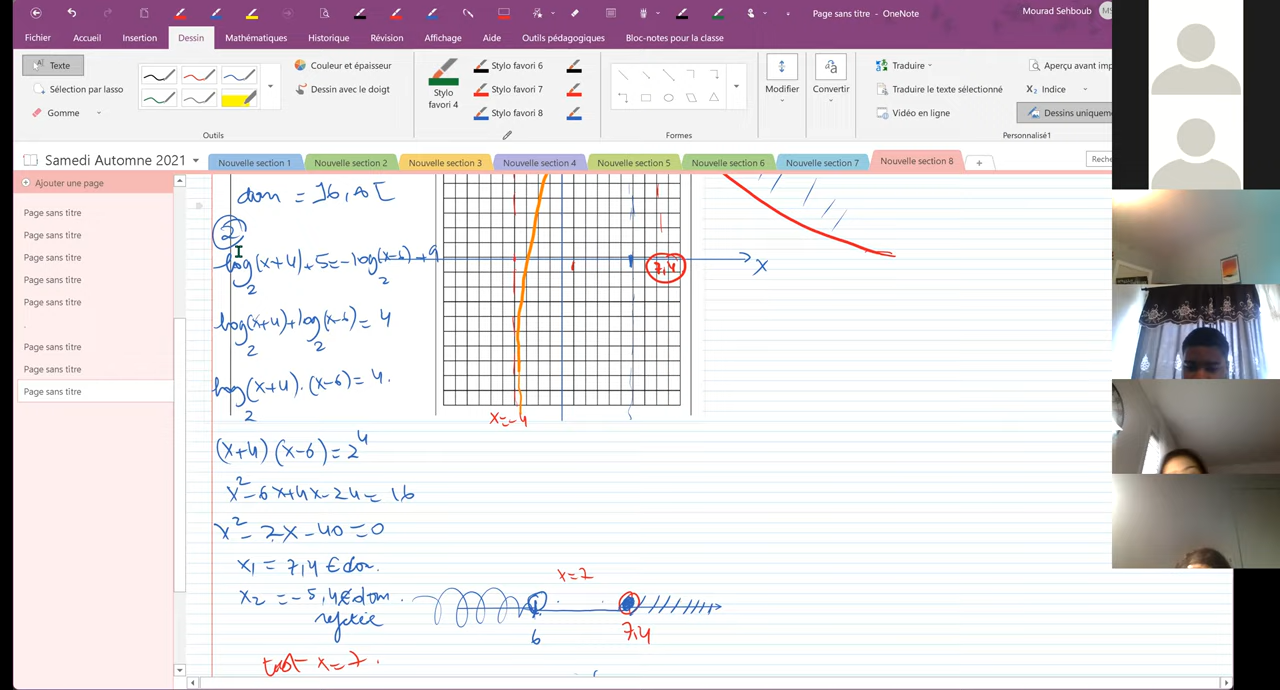 Page sans titre - OneNote
Mourad Sehboub
MS
Fichier Accueil Insertion Dessin Mathématiques Historique Révision Affichage Aide Outils pédagogiques Bloc-notes pour la classe
Texte
Sélection par lasso
Gomme
Outils
Couleur et épaisseur
Dessin avec le doigt
Stylo favori 4
Stylo favori 6
Stylo favori 7
Stylo favori 8
Formes
Modifier
Convertir
Traduire
Traduire le texte sélectionné
Vidéo en ligne
Aperçu avant imp
Indice
Dessins uniqueme
Personnalisé1
Samedi Automne 2021
Nouvelle section 1 Nouvelle section 2 Nouvelle section 3 Nouvelle section 4 Nouvelle section 5 Nouvelle section 6 Nouvelle section 7 Nouvelle section 8
Reche
Ajouter une page
Page sans titre
Page sans titre
Page sans titre
Page sans titre
Page sans titre
.
Page sans titre
Page sans titre
Page sans titre
dom = ]6,∞[
2
log₂(x+4)+5=-log₂(x-6)+9
log₂(x+4)+log₂(x-6)=4
log₂(x+4).(x-6)=4.
(x+4)(x-6)=2⁴
x²-6x+4x-24=16
x²-2x-40=0
x₁=7,4 € dom.
x₂=-5,4 ∉ dom.
rejetée
test x=7.
x=-4
7,4
x
x=7
6
7,4